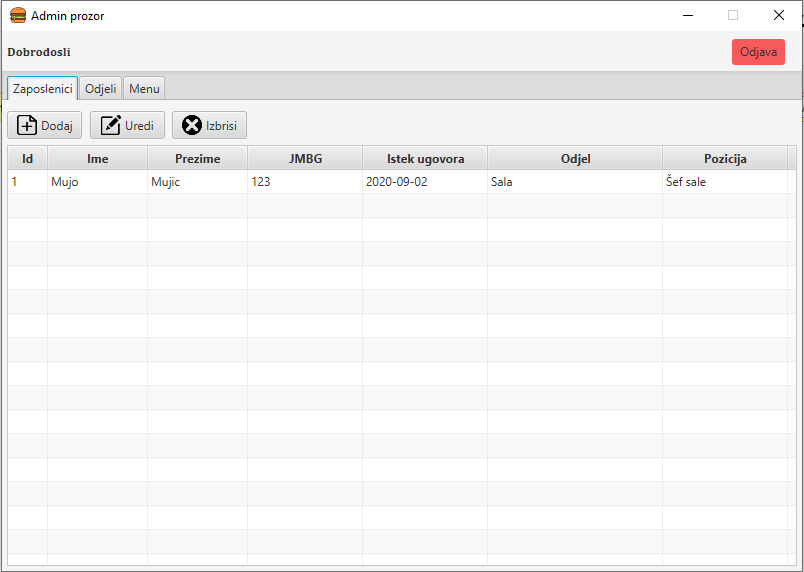 Admin prozor
Dobrodosli
Odjava
Zaposlenici Odjeli Menu
Dodaj Uredi Izbrisi
Id Ime Prezime JMBG Istek ugovora Odjel Pozicija
1 Mujo Mujic 123 2020-09-02 Sala Šef sale